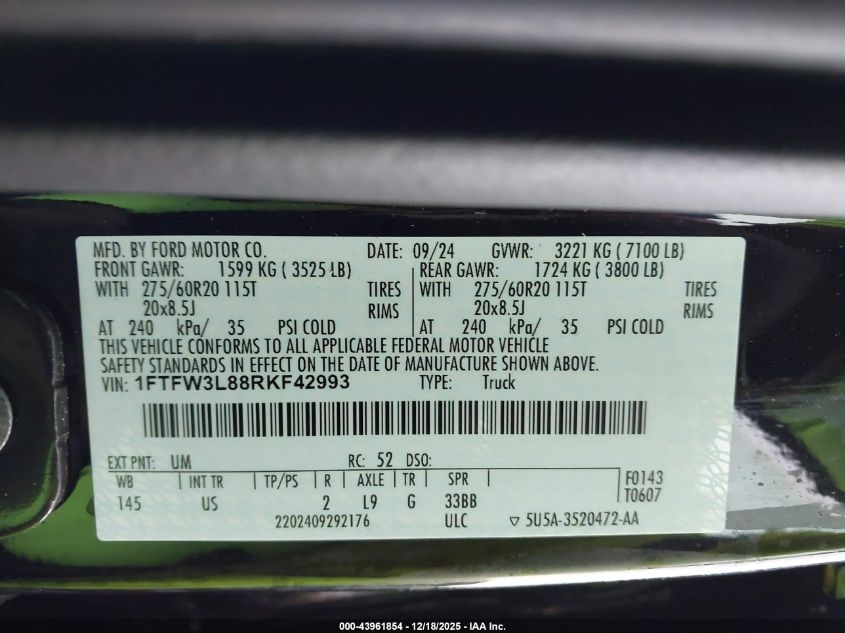 MFD. BY FORD MOTOR CO. DATE: 09/24 GVWR: 3221 KG ( 7100 LB)
FRONT GAWR: 1599 KG ( 3525 LB) REAR GAWR: 1724 KG ( 3800 LB)
WITH 275/60R20 115T TIRES WITH 275/60R20 115T TIRES
20x8.5J RIMS 20x8.5J RIMS
AT 240 kPa/ 35 PSI COLD AT 240 kPa/ 35 PSI COLD
THIS VEHICLE CONFORMS TO ALL APPLICABLE FEDERAL MOTOR VEHICLE
SAFETY STANDARDS IN EFFECT ON THE DATE OF MANUFACTURE SHOWN ABOVE.
VIN: 1FTFW3L88RKF42993 TYPE: Truck
EXT PNT: UM RC: 52 DSO:
WB INT TR TP/PS R AXLE TR SPR F0143
145 US 2 L9 G 33BB T0607
2202409292176 ULC ▽ 5U5A-3520472-AA
000-43961854 - 12/18/2025 - IAA Inc.